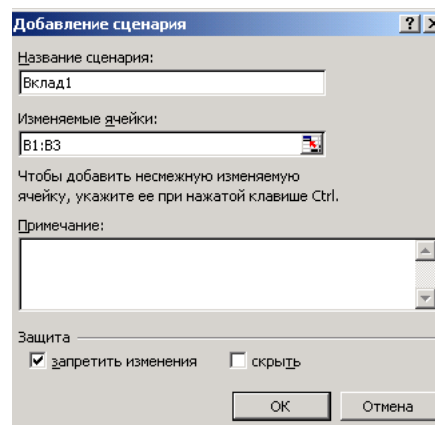 Добавление сценария
Название сценария:
Вклад1
Изменяемые ячейки:
B1:B3
Чтобы добавить несмежную изменяемую
ячейку, укажите ее при нажатой клавише Ctrl.
Примечание:
Защита
запретить изменения скрыть
ОК Отмена